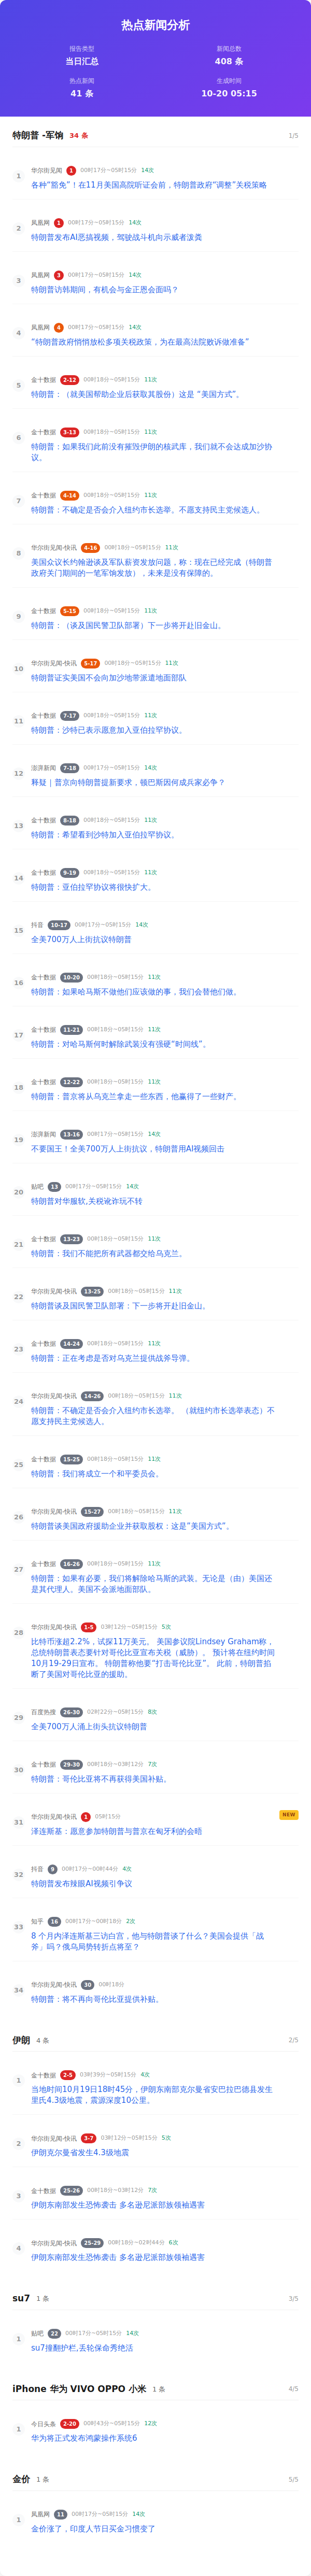 热点新闻分析
报告类型
当日汇总
新闻总数
408 条
热点新闻
41 条
生成时间
10-20 05:15
特朗普 -军饷 34 条 1/5
1
华尔街见闻 1 00时17分~05时15分 14次
各种“豁免”！在11月美国高院听证会前，特朗普政府“调整”关税策略
2
凤凰网 1 00时17分~05时15分 14次
特朗普发布AI恶搞视频，驾驶战斗机向示威者泼粪
3
凤凰网 3 00时17分~05时15分 14次
特朗普访韩期间，有机会与金正恩会面吗？
4
凤凰网 4 00时17分~05时15分 14次
“特朗普政府悄悄放松多项关税政策，为在最高法院败诉做准备”
5
金十数据 2-12 00时18分~05时15分 11次
特朗普：（就美国帮助企业后获取其股份）这是 “美国方式”。
6
金十数据 3-13 00时18分~05时15分 11次
特朗普：如果我们此前没有摧毁伊朗的核武库，我们就不会达成加沙协
议。
7
金十数据 4-14 00时18分~05时15分 11次
特朗普：不确定是否会介入纽约市长选举。不愿支持民主党候选人。
8
华尔街见闻-快讯 4-16 00时18分~05时15分 11次
美国众议长约翰逊谈及军队薪资发放问题，称：现在已经完成（特朗普
政府关门期间的一笔军饷发放），未来是没有保障的。
9
金十数据 5-15 00时18分~05时15分 11次
特朗普：（谈及国民警卫队部署）下一步将开赴旧金山。
10
华尔街见闻-快讯 5-17 00时18分~05时15分 11次
特朗普证实美国不会向加沙地带派遣地面部队
11
金十数据 7-17 00时18分~05时15分 11次
特朗普：沙特已表示愿意加入亚伯拉罕协议。
12
澎湃新闻 7-18 00时17分~05时15分 14次
释疑｜普京向特朗普提新要求，顿巴斯因何成兵家必争？
13
金十数据 8-18 00时18分~05时15分 11次
特朗普：希望看到沙特加入亚伯拉罕协议。
14
金十数据 9-19 00时18分~05时15分 11次
特朗普：亚伯拉罕协议将很快扩大。
15
抖音 10-17 00时17分~05时15分 14次
全美700万人上街抗议特朗普
16
金十数据 10-20 00时18分~05时15分 11次
特朗普：如果哈马斯不做他们应该做的事，我们会替他们做。
17
金十数据 11-21 00时18分~05时15分 11次
特朗普：对哈马斯何时解除武装没有强硬“时间线”。
18
金十数据 12-22 00时18分~05时15分 11次
特朗普：普京将从乌克兰拿走一些东西，他赢得了一些财产。
19
澎湃新闻 13-16 00时17分~05时15分 14次
不要国王！全美700万人上街抗议，特朗普用AI视频回击
20
贴吧 13 00时17分~05时15分 14次
特朗普对华服软,关税讹诈玩不转
21
金十数据 13-23 00时18分~05时15分 11次
特朗普：我们不能把所有武器都交给乌克兰。
22
华尔街见闻-快讯 13-25 00时18分~05时15分 11次
特朗普谈及国民警卫队部署：下一步将开赴旧金山。
23
金十数据 14-24 00时18分~05时15分 11次
特朗普：正在考虑是否对乌克兰提供战斧导弹。
24
华尔街见闻-快讯 14-26 00时18分~05时15分 11次
特朗普：不确定是否会介入纽约市长选举。 （就纽约市长选举表态）不
愿支持民主党候选人。
25
金十数据 15-25 00时18分~05时15分 11次
特朗普：我们将成立一个和平委员会。
26
华尔街见闻-快讯 15-27 00时18分~05时15分 11次
特朗普谈美国政府援助企业并获取股权：这是“美国方式”。
27
金十数据 16-26 00时18分~05时15分 11次
特朗普：如果有必要，我们将解除哈马斯的武装。无论是（由）美国还
是其代理人。美国不会派地面部队。
28
华尔街见闻-快讯 1-5 03时12分~05时15分 5次
比特币涨超2.2%，试探11万美元。 美国参议院Lindsey Graham称，
总统特朗普表态要针对哥伦比亚宣布关税（威胁）。 预计将在纽约时间
10月19-29日宣布。 特朗普称他要“打击哥伦比亚”。 此前，特朗普掐
断了美国对哥伦比亚的援助。
29
百度热搜 26-30 02时22分~05时15分 8次
全美700万人涌上街头抗议特朗普
30
金十数据 29-30 00时18分~03时12分 7次
特朗普：哥伦比亚将不再获得美国补贴。
31
华尔街见闻-快讯 1 05时15分 NEW
泽连斯基：愿意参加特朗普与普京在匈牙利的会晤
32
抖音 9 00时17分~00时44分 4次
特朗普发布辣眼AI视频引争议
33
知乎 16 00时17分~00时18分 2次
8 个月内泽连斯基三访白宫，他与特朗普谈了什么？美国会提供「战
斧」吗？俄乌局势转折点将至？
34
华尔街见闻-快讯 30 00时18分
特朗普：将不再向哥伦比亚提供补贴。
伊朗 4 条 2/5
1
金十数据 2-5 03时39分~05时15分 4次
当地时间10月19日18时45分，伊朗东南部克尔曼省安巴拉巴德县发生
里氏4.3级地震，震源深度10公里。
2
华尔街见闻-快讯 3-7 03时12分~05时15分 5次
伊朗克尔曼省发生4.3级地震
3
金十数据 25-26 00时18分~03时12分 7次
伊朗东南部发生恐怖袭击 多名逊尼派部族领袖遇害
4
华尔街见闻-快讯 25-29 00时18分~02时44分 6次
伊朗东南部发生恐怖袭击 多名逊尼派部族领袖遇害
su7 1 条 3/5
1
贴吧 22 00时17分~05时15分 14次
su7撞翻护栏,丢轮保命秀绝活
iPhone 华为 VIVO OPPO 小米 1 条 4/5
1
今日头条 2-20 00时43分~05时15分 12次
华为将正式发布鸿蒙操作系统6
金价 1 条 5/5
1
凤凰网 11 00时17分~05时15分 14次
金价涨了，印度人节日买金习惯变了